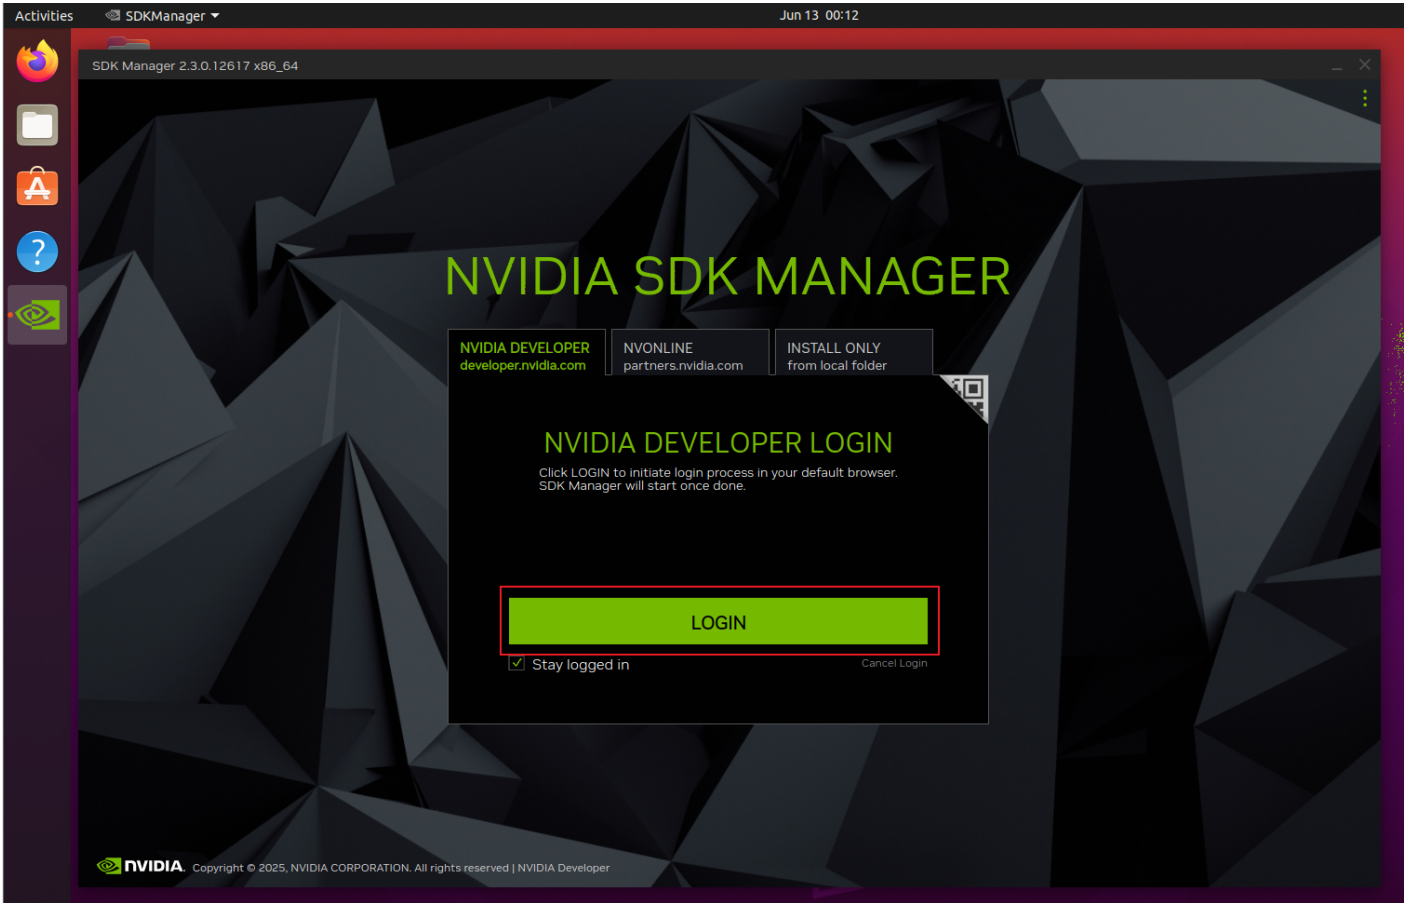 Activities
SDKManager
Jun 13 00:12
SDK Manager 2.3.0.12617 x86_64
NVIDIA SDK MANAGER
NVIDIA DEVELOPER
developer.nvidia.com
NVONLINE
partners.nvidia.com
INSTALL ONLY
from local folder
NVIDIA DEVELOPER LOGIN
Click LOGIN to initiate login process in your default browser.
SDK Manager will start once done.
LOGIN
Stay logged in
Cancel Login
NVIDIA. Copyright © 2025, NVIDIA CORPORATION. All rights reserved | NVIDIA Developer